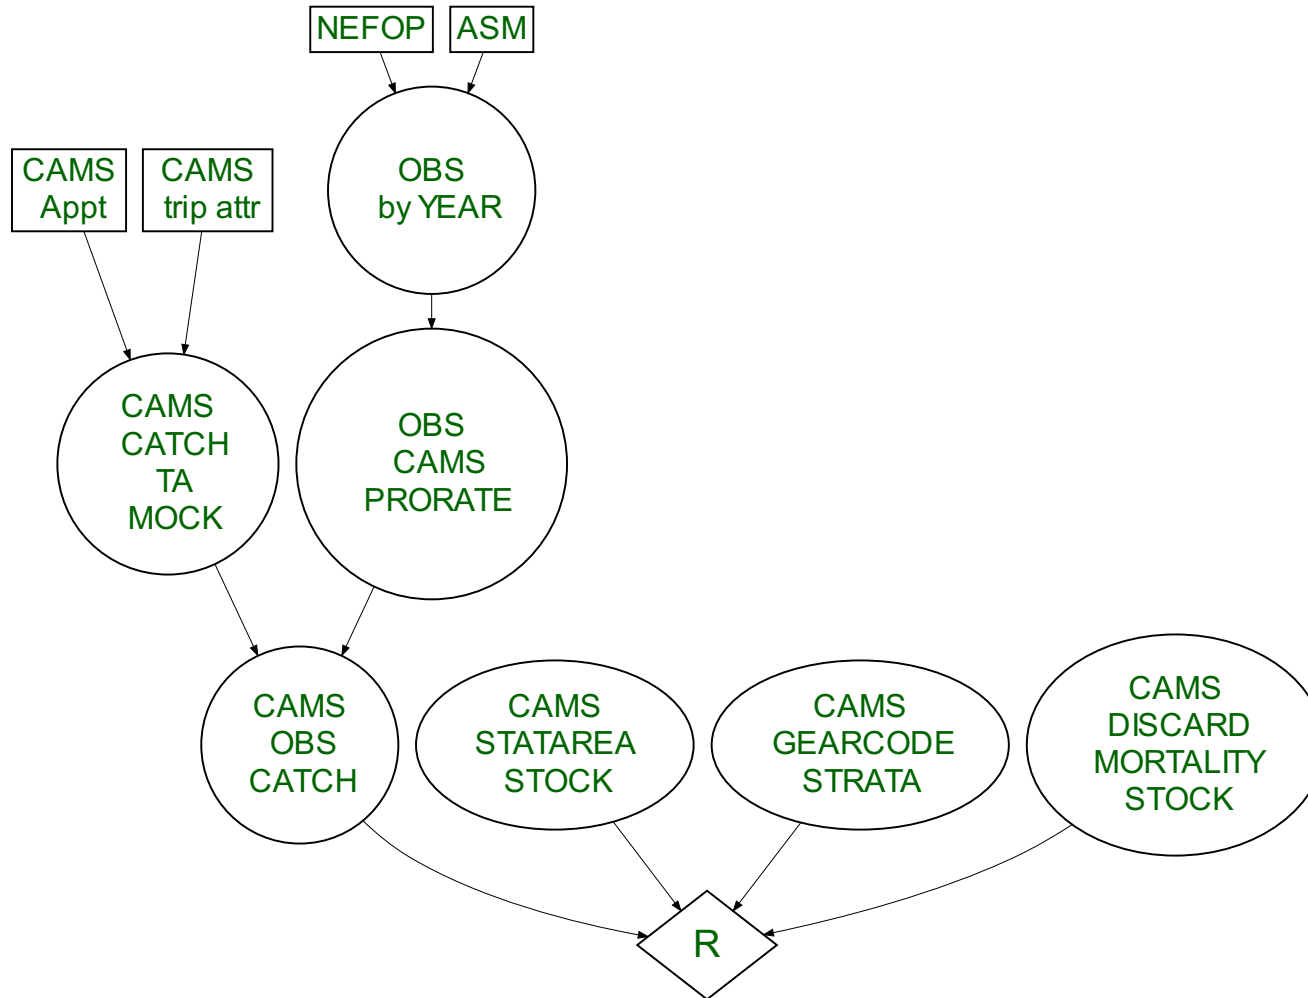 NEFOP
ASM
OBS
by YEAR
CAMS
Appt
CAMS
trip attr
CAMS
CATCH
TA
MOCK
OBS
CAMS
PRORATE
CAMS
OBS
CATCH
CAMS
STATAREA
STOCK
CAMS
GEARCODE
STRATA
CAMS
DISCARD
MORTALITY
STOCK
R